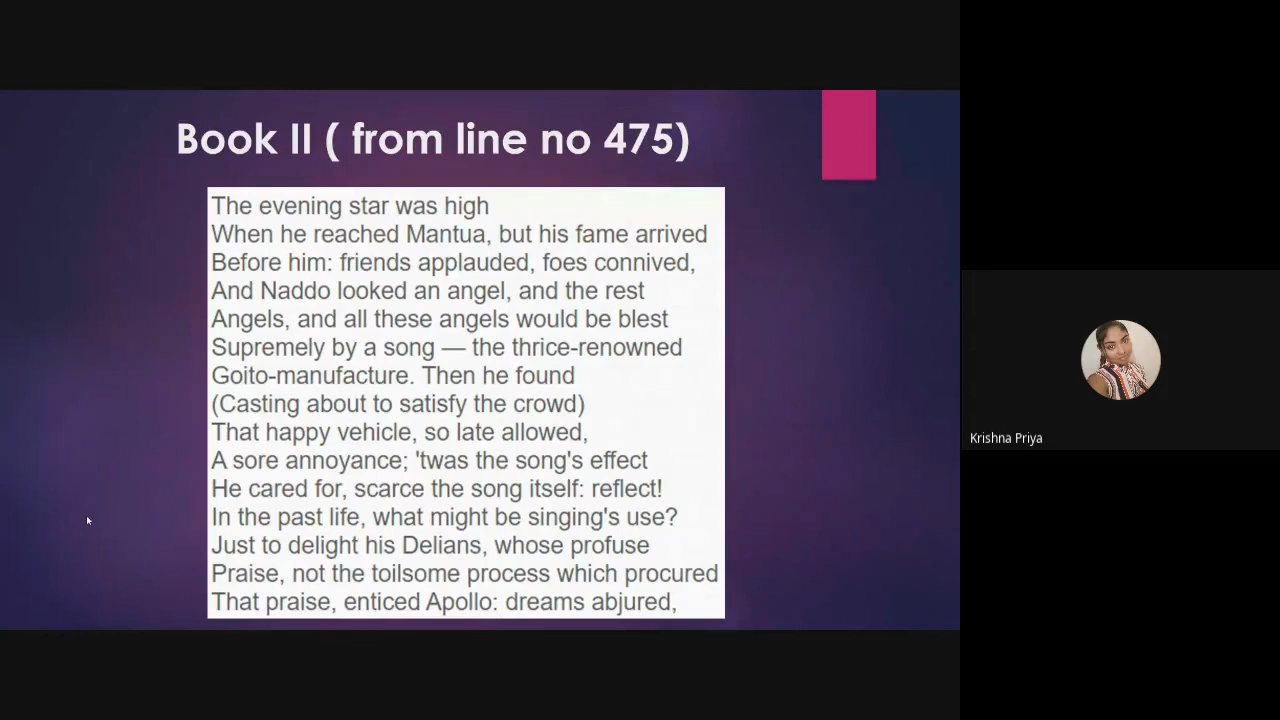 Book II ( from line no 475)
The evening star was high
When he reached Mantua, but his fame arrived
Before him: friends applauded, foes connived,
And Naddo looked an angel, and the rest
Angels, and all these angels would be blest
Supremely by a song — the thrice-renowned
Goito-manufacture. Then he found
(Casting about to satisfy the crowd)
That happy vehicle, so late allowed,
A sore annoyance; 'twas the song's effect
He cared for, scarce the song itself: reflect!
In the past life, what might be singing's use?
Just to delight his Delians, whose profuse
Praise, not the toilsome process which procured
That praise, enticed Apollo: dreams abjured,
Krishna Priya